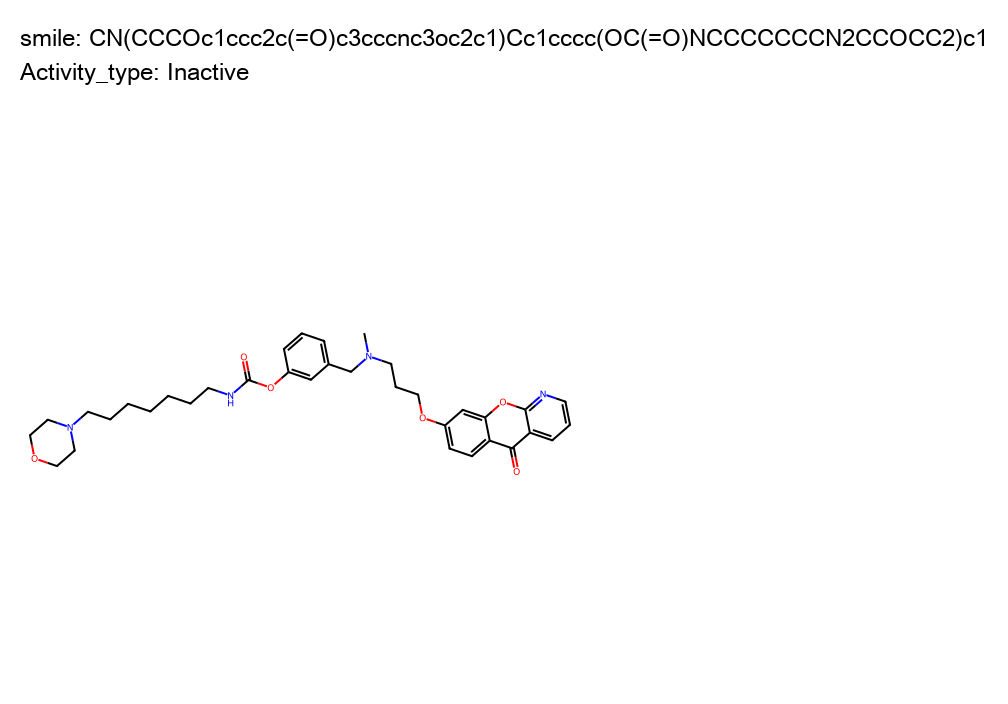 smile: CN(CCCOc1ccc2c(=O)c3cccnc3oc2c1)Cc1cccc(OC(=O)NCCCCCCCN2CCOCC2)c1
Activity_type: Inactive
O
N
N
O
N
H
O
N
O
O
O